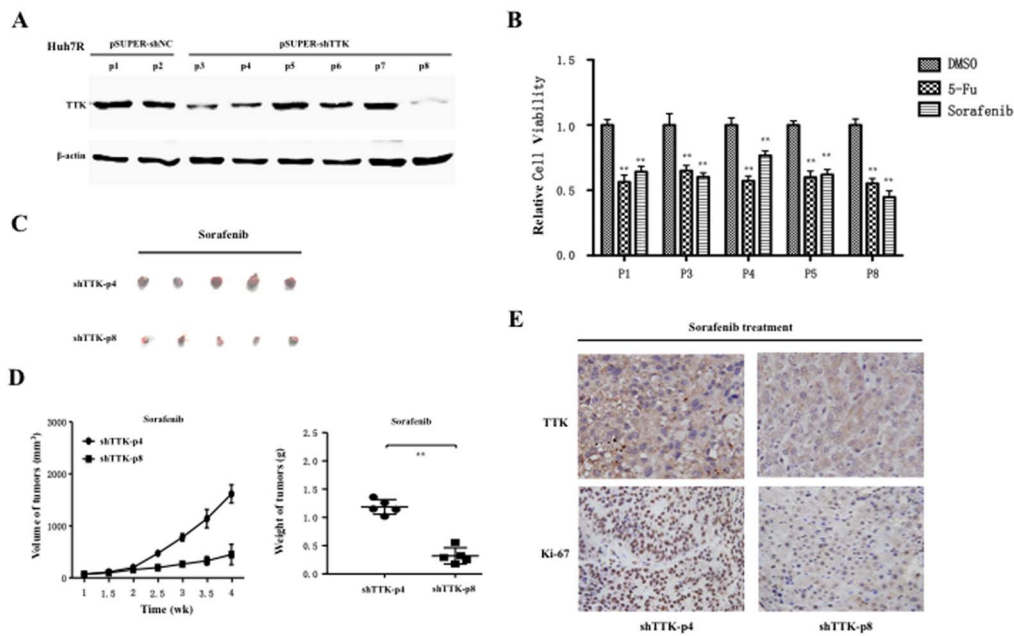 A
Huh7R
pSUPER-shNC
pSUPER-shTTK
p1 p2 p3 p4 p5 p6 p7 p8
TTK
β-actin
B
Relative Cell Viability
1.5
1.0
0.5
0.0
** ** ** ** ** ** ** ** ** **
P1 P3 P4 P5 P8
DMSO
5-Fu
Sorafenib
C
Sorafenib
shTTK-p4
shTTK-p8
D
Sorafenib
Volume of tumors (mm³)
3000
2000
1000
0
shTTK-p4
shTTK-p8
1 1.5 2 2.5 3 3.5 4
Time (wk)
Sorafenib
Weight of tumors (g)
2.5
2.0
1.5
1.0
0.5
0.0
**
shTTK-p4 shTTK-p8
E
Sorafenib treatment
TTK
Ki-67
shTTK-p4 shTTK-p8